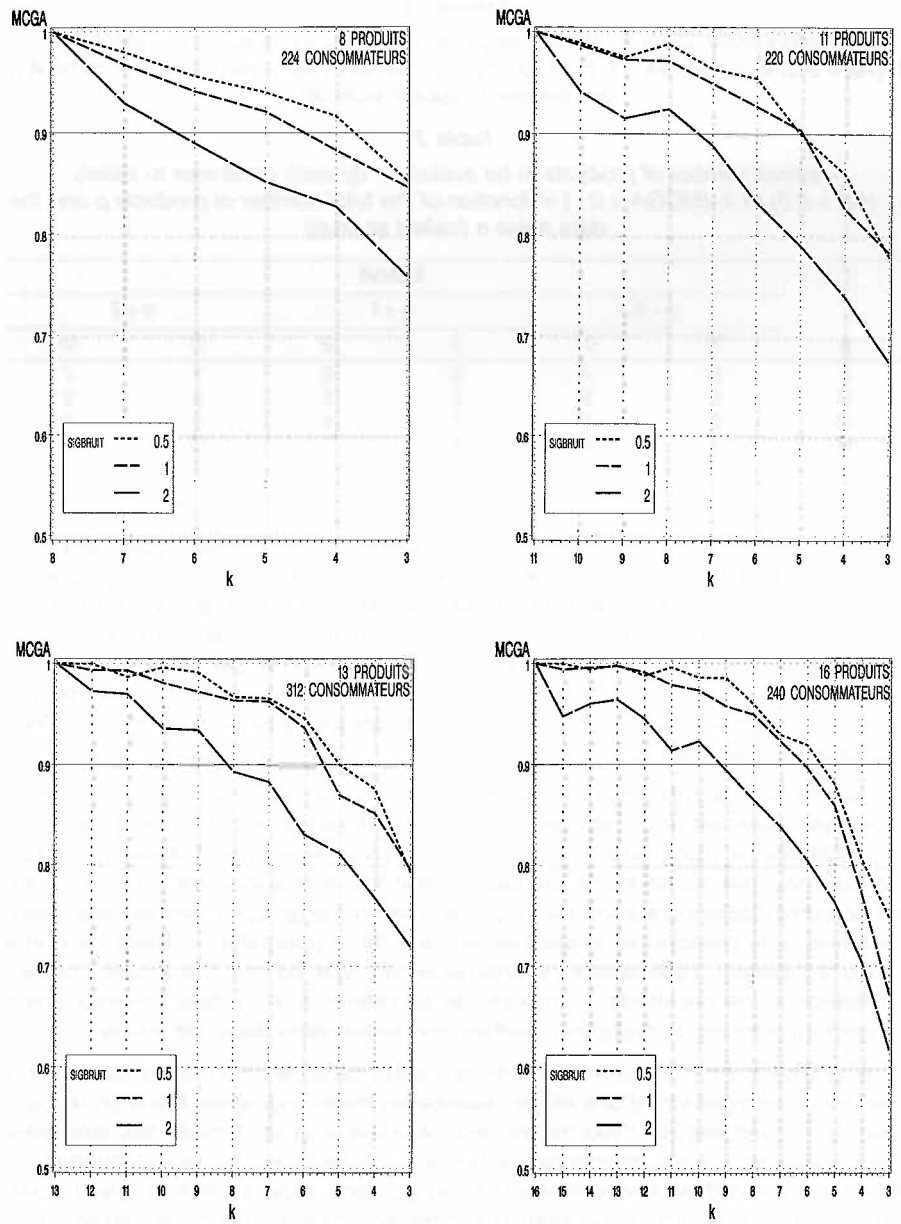 MCGA
8 PRODUITS
224 CONSOMMATEURS
1
0.9
0.8
0.7
0.6
0.5
SIGBRUIT 0.5
1
2
8 7 6 5 4 3
k
MCGA
11 PRODUITS
220 CONSOMMATEURS
1
0.9
0.8
0.7
0.6
0.5
SIGBRUIT 0.5
1
2
11 10 9 8 7 6 5 4 3
k
MCGA
13 PRODUITS
312 CONSOMMATEURS
1
0.9
0.8
0.7
0.6
0.5
SIGBRUIT 0.5
1
2
13 12 11 10 9 8 7 6 5 4 3
k
MCGA
16 PRODUITS
240 CONSOMMATEURS
1
0.9
0.8
0.7
0.6
0.5
SIGBRUIT 0.5
1
2
16 15 14 13 12 11 10 9 8 7 6 5 4 3
k